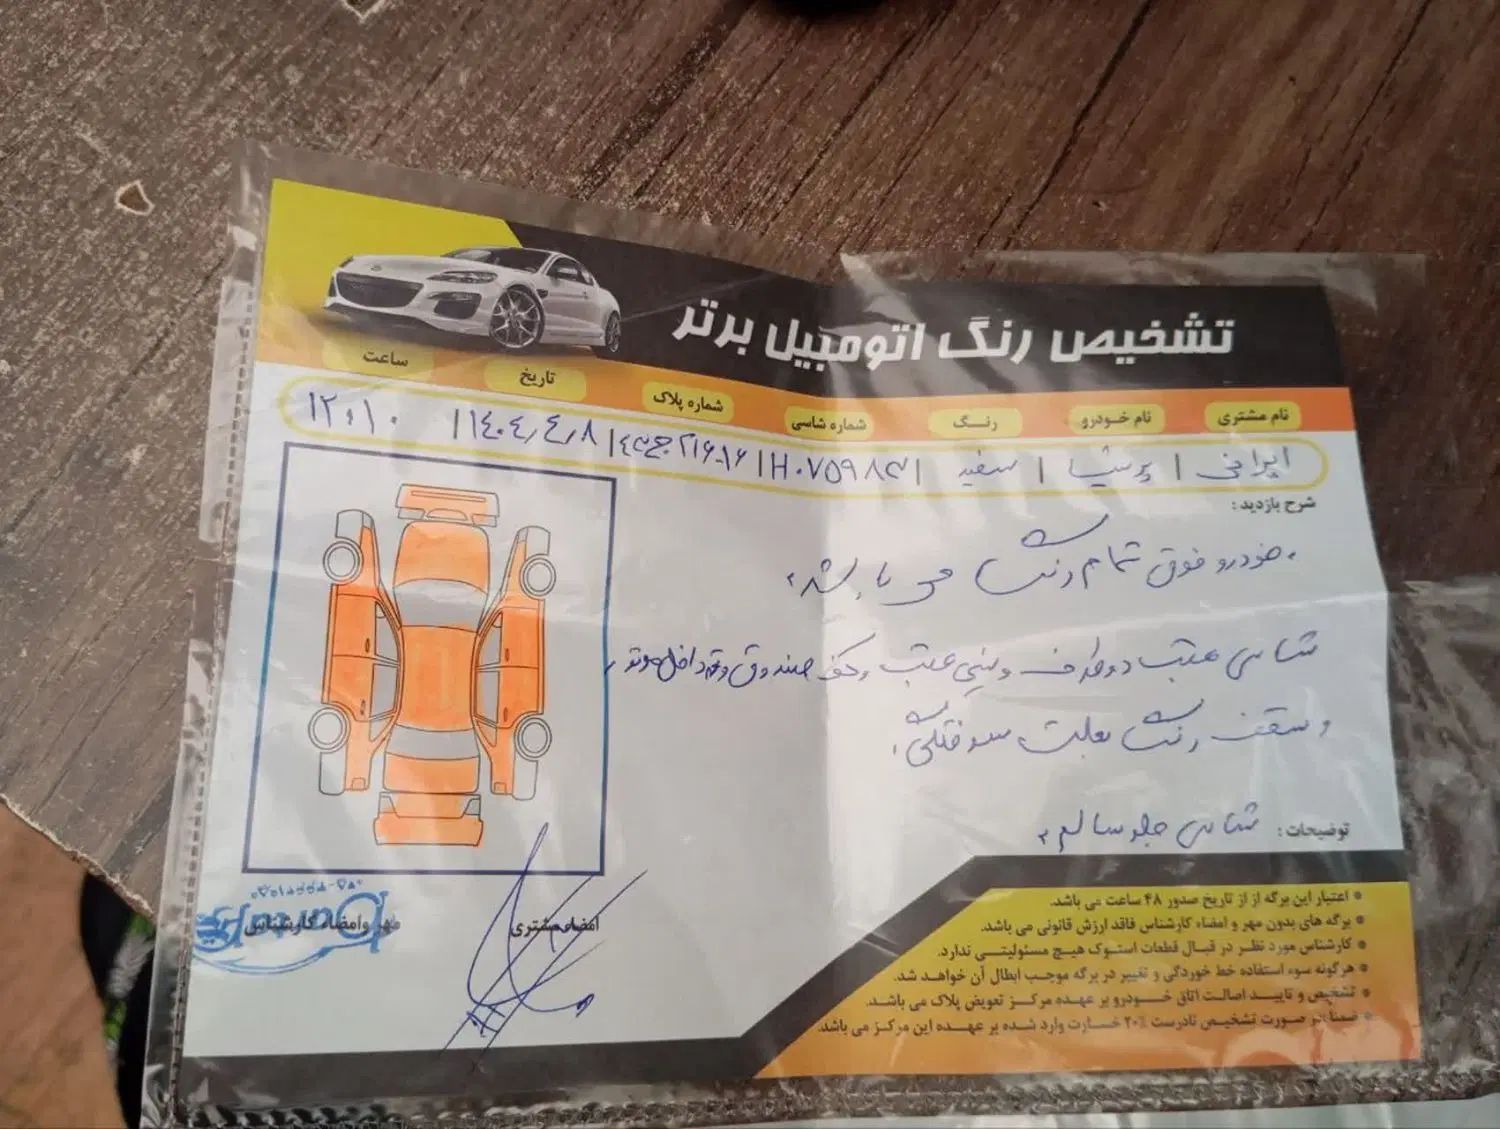 تشخیص رنگ اتومبیل برتر
نام مشتری نام خودرو رنگ شماره شاسی شماره پلاک تاریخ ساعت
ایرانی | پرشیا | سفید | H۰۷۵۹۸۳ | ۱۴۰۴٫۴٫۸ | ۱۲٫۱۰
شرح بازدید :
خودرو فوق تمام رنگ می باشد
شاسی عقب دو طرف و سینی عقب و کف صندوق داخل موتور
و سقف رنگ بعلت سوختگی
توضیحات : شاسی جلو سالم
امضاء مشتری
مهر وامضاء کارشناس
اعتبار این برگه از از تاریخ صدور ۴۸ ساعت می باشد.
برگه های بدون مهر و امضاء کارشناس فاقد ارزش قانونی می باشد.
کارشناس مورد نظر در قبال قطعات استوک هیچ مسئولیتی ندارد.
هرگونه سوء استفاده خط خوردگی و تغییر در برگه موجب ابطال آن خواهد شد.
تشخیص و تایید اصالت اتاق خودرو بر عهده مرکز تعویض پلاک می باشد.
ضمنا در صورت تشخیص نادرست ۲۰٪ خسارت وارد شده بر عهده این مرکز می باشد.